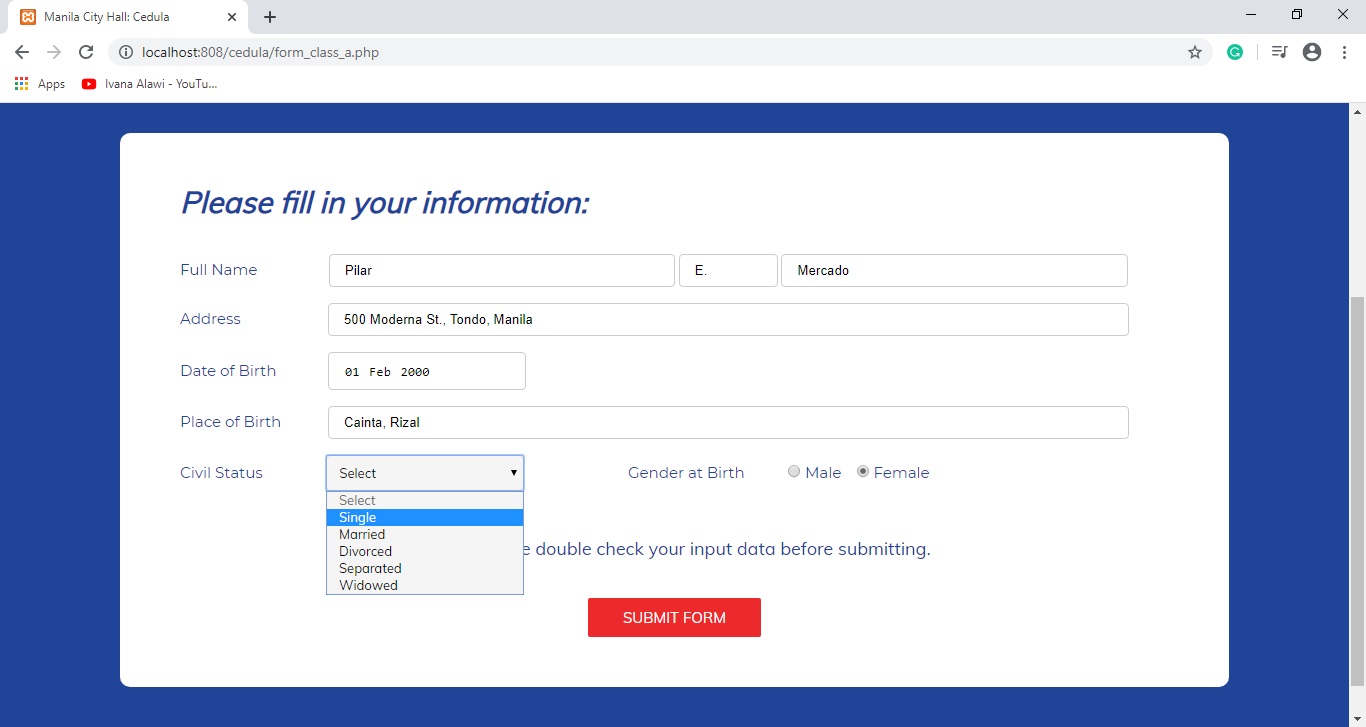 Manila City Hall: Cedula
localhost:808/cedula/form_class_a.php
Apps Ivana Alawi - YouTu...
Please fill in your information:
Full Name Pilar E. Mercado
Address 500 Moderna St., Tondo, Manila
Date of Birth 01 Feb 2000
Place of Birth Cainta, Rizal
Civil Status Select Gender at Birth Male Female
Select
Single
Married
Divorced
Separated
Widowed
e double check your input data before submitting.
SUBMIT FORM